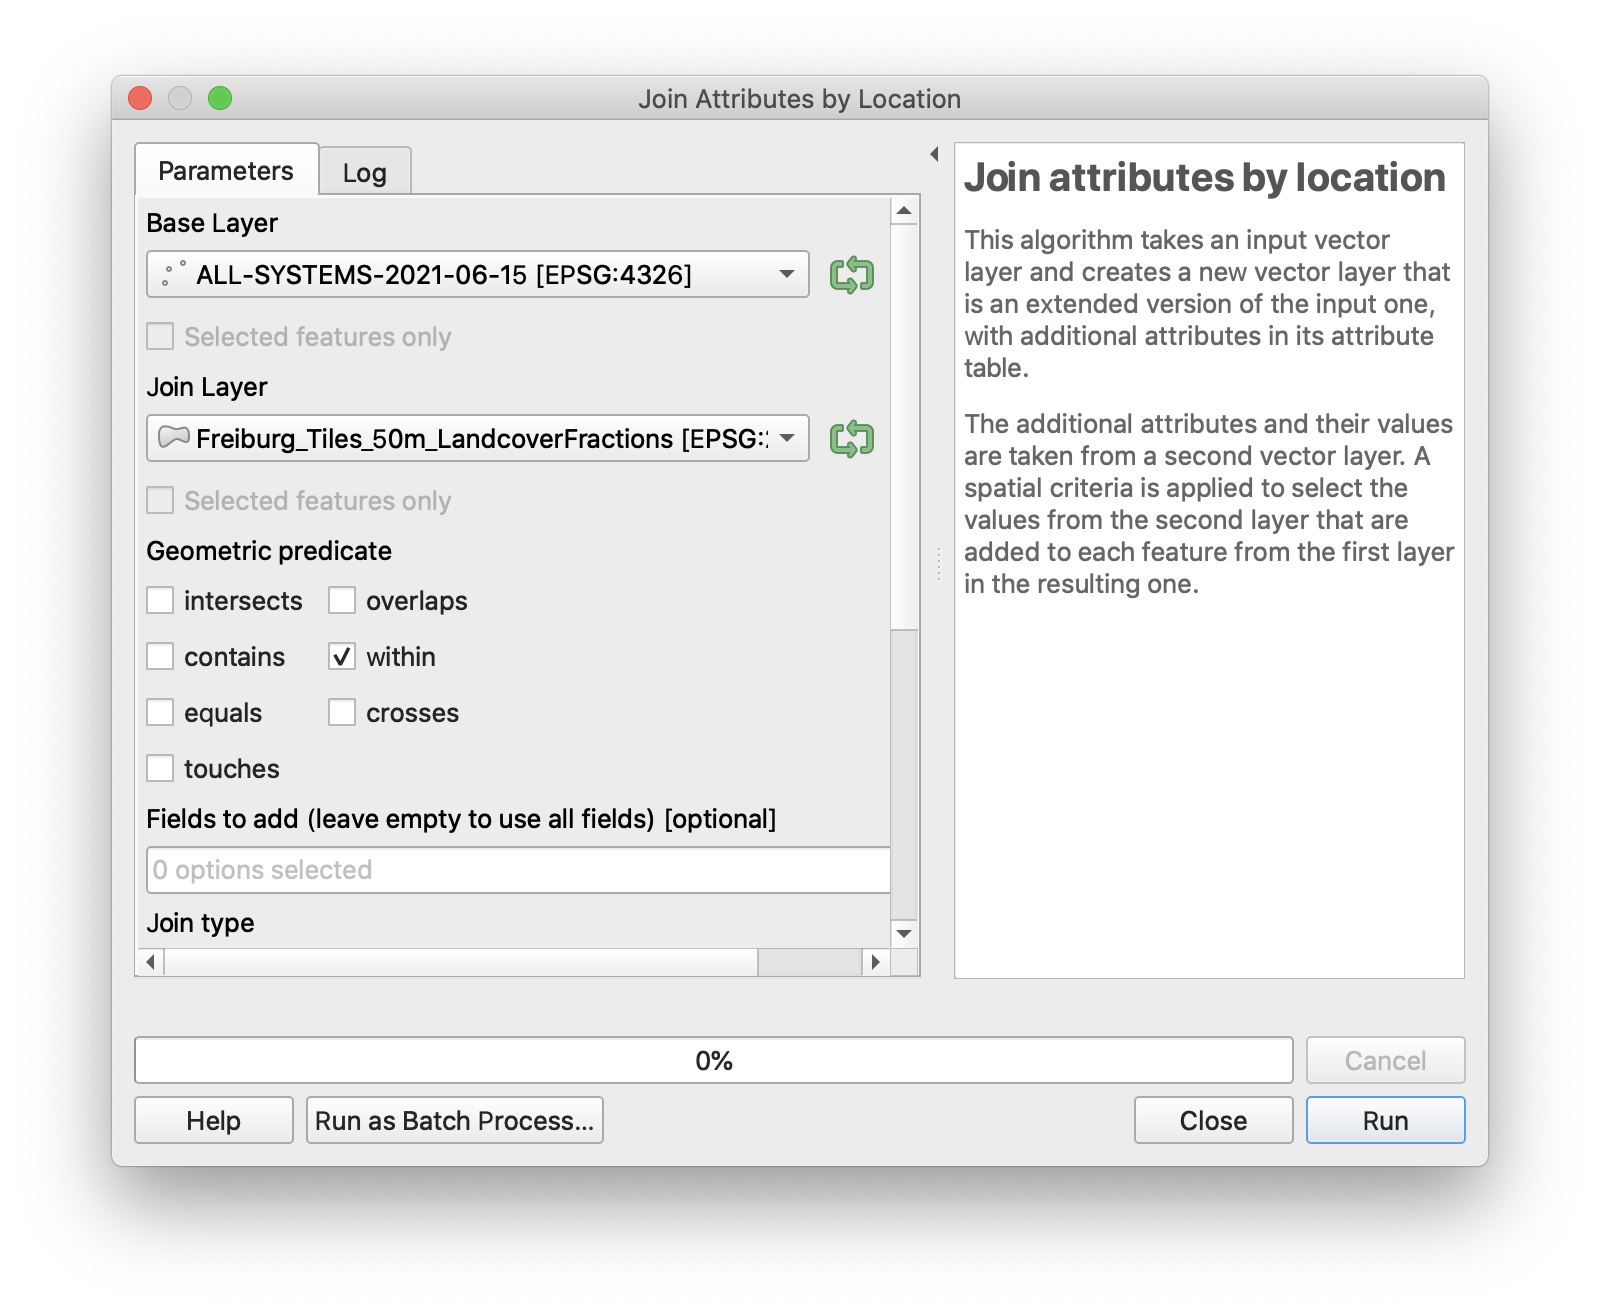 Join Attributes by Location
Parameters
Log
Base Layer
ALL-SYSTEMS-2021-06-15 [EPSG:4326]
Selected features only
Join Layer
Freiburg_Tiles_50m_LandcoverFractions [EPSG:
Selected features only
Geometric predicate
intersects
overlaps
contains
within
equals
crosses
touches
Fields to add (leave empty to use all fields) [optional]
0 options selected
Join type
Join attributes by location
This algorithm takes an input vector
layer and creates a new vector layer that
is an extended version of the input one,
with additional attributes in its attribute
table.
The additional attributes and their values
are taken from a second vector layer. A
spatial criteria is applied to select the
values from the second layer that are
added to each feature from the first layer
in the resulting one.
0%
Cancel
Help
Run as Batch Process...
Close
Run